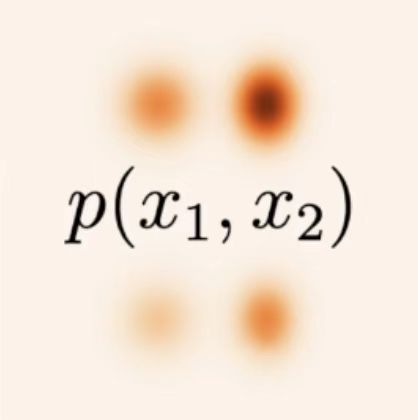 p(x₁, x₂)